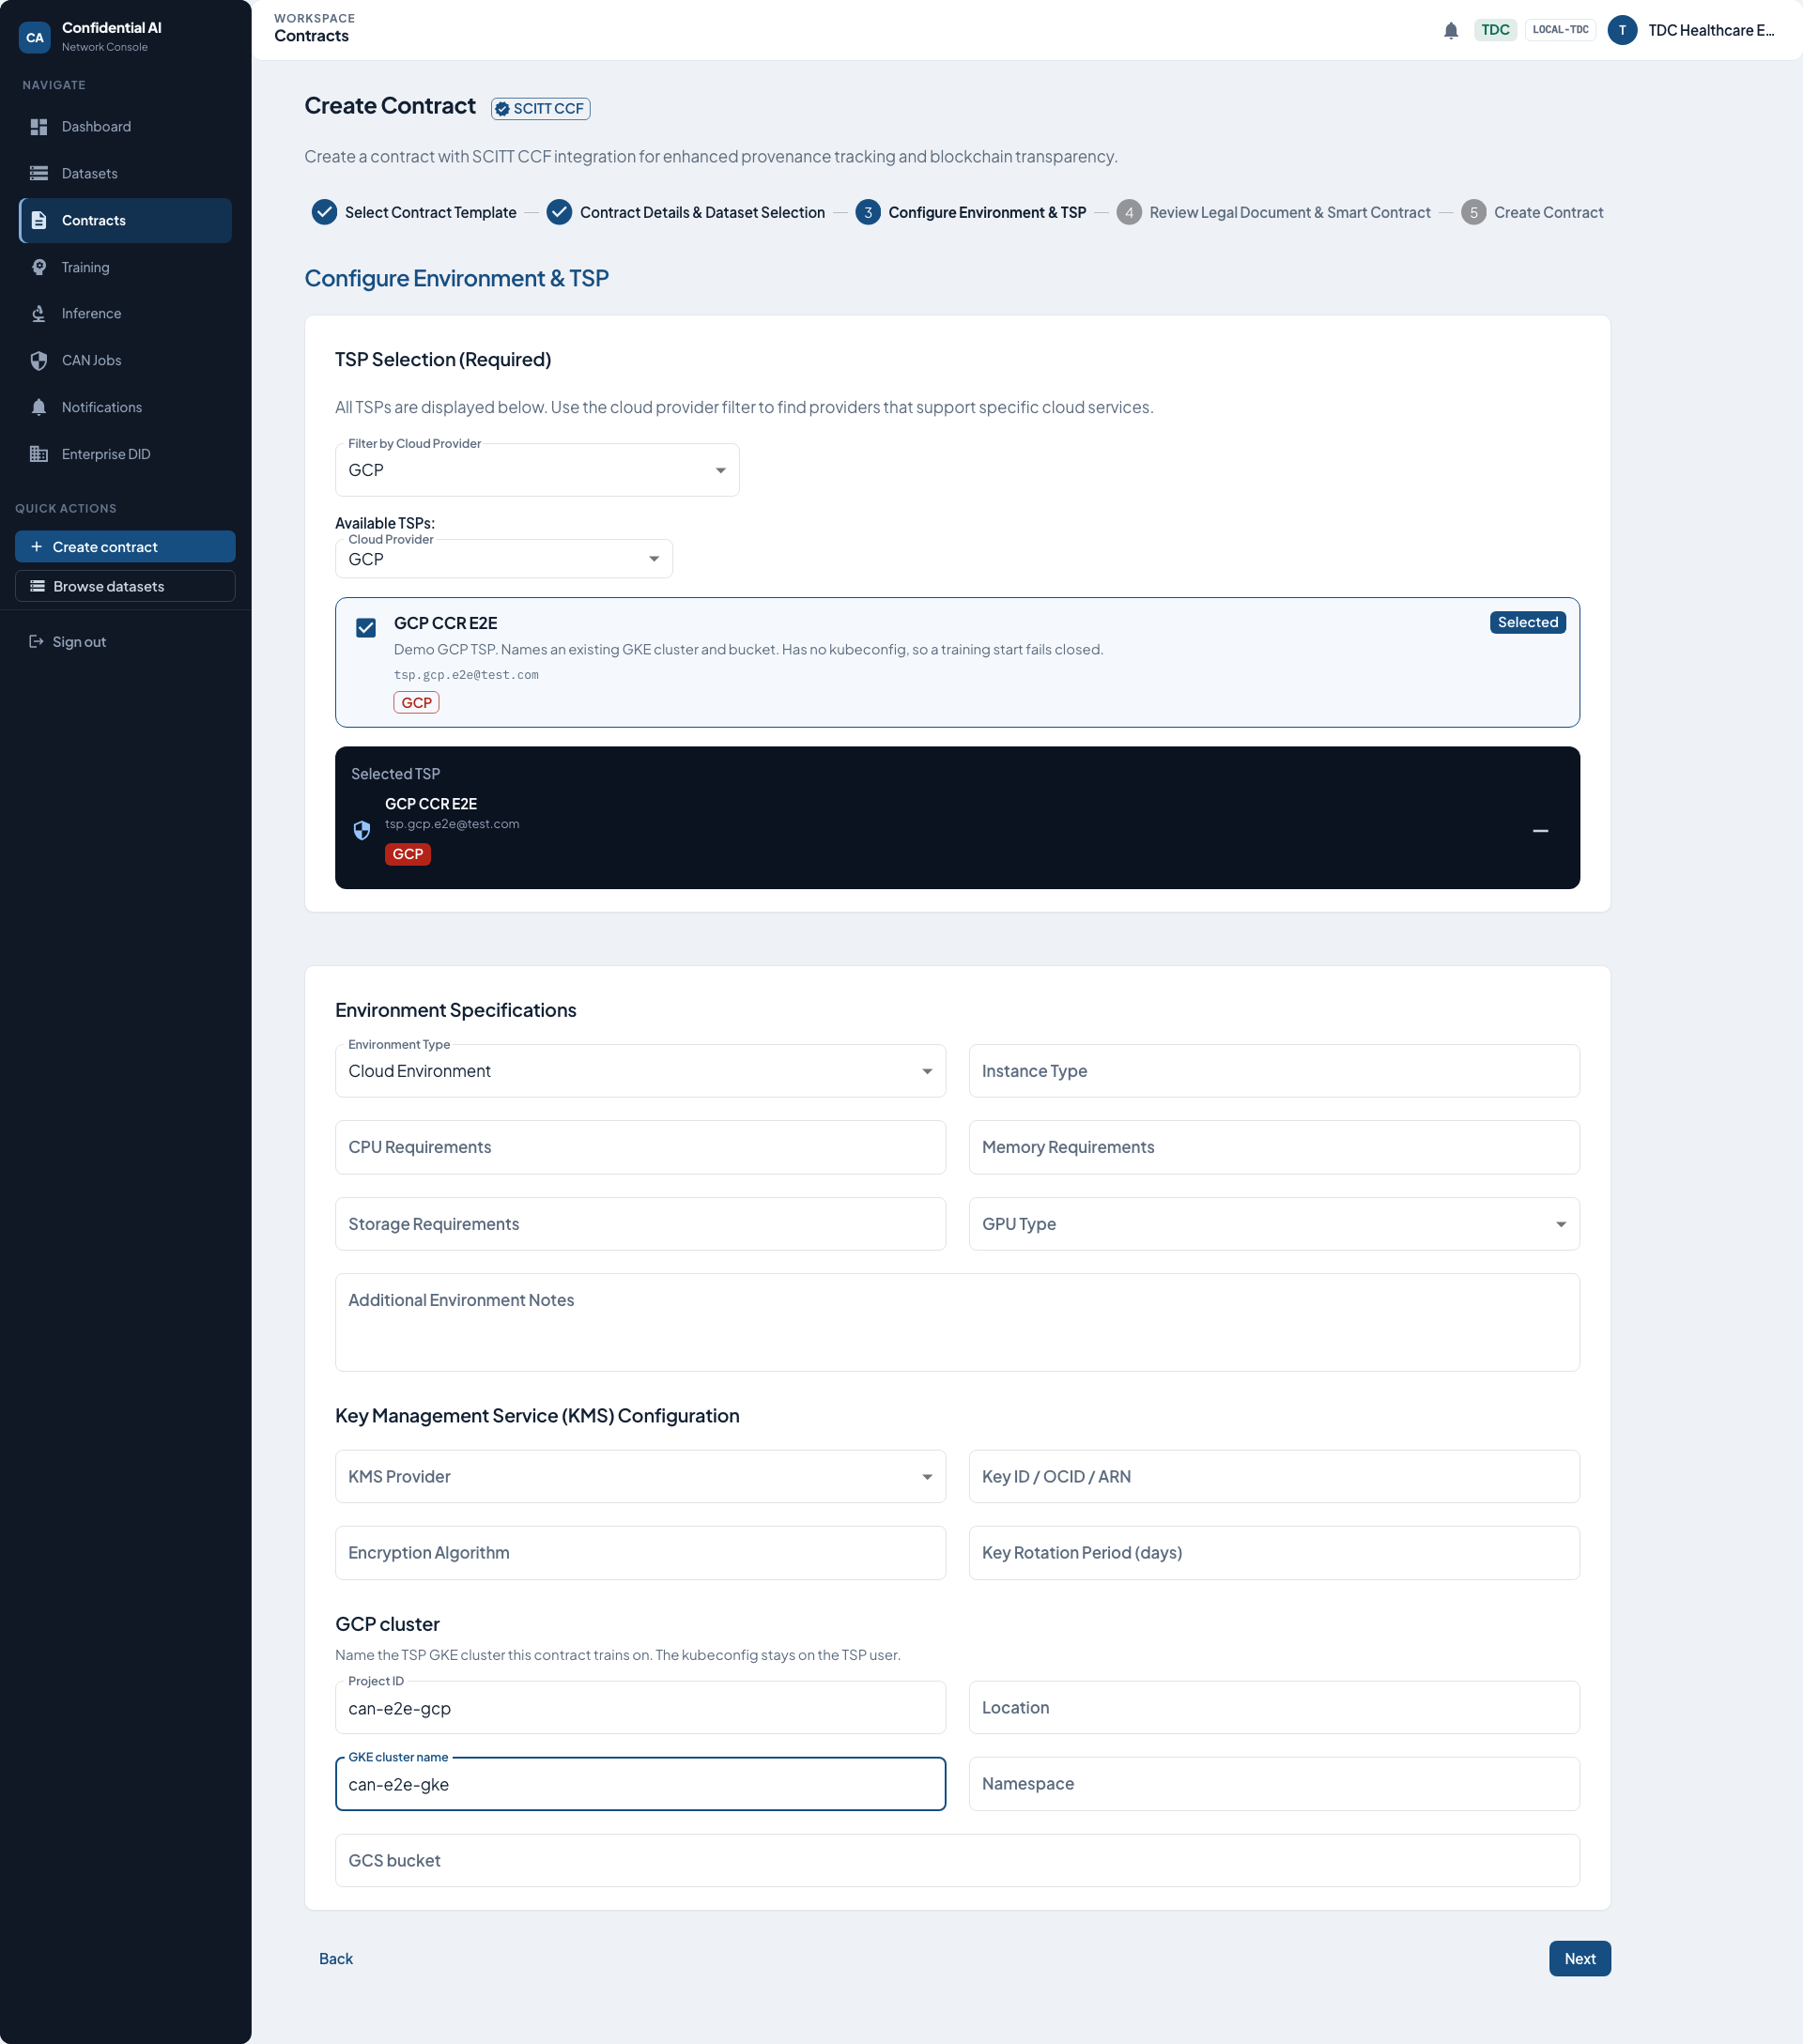 CA
Confidential AI
Network Console
NAVIGATE
Dashboard
Datasets
Contracts
Training
Inference
CAN Jobs
Notifications
Enterprise DID
QUICK ACTIONS
+ Create contract
Browse datasets
Sign out
WORKSPACE
Contracts
TDC
LOCAL-TDC
T
TDC Healthcare E...
Create Contract
SCITT CCF
Create a contract with SCITT CCF integration for enhanced provenance tracking and blockchain transparency.
Select Contract Template
Contract Details & Dataset Selection
3 Configure Environment & TSP
4 Review Legal Document & Smart Contract
5 Create Contract
Configure Environment & TSP
TSP Selection (Required)
All TSPs are displayed below. Use the cloud provider filter to find providers that support specific cloud services.
Filter by Cloud Provider
GCP
Available TSPs:
Cloud Provider
GCP
GCP CCR E2E
Selected
Demo GCP TSP. Names an existing GKE cluster and bucket. Has no kubeconfig, so a training start fails closed.
tsp.gcp.e2e@test.com
GCP
Selected TSP
GCP CCR E2E
tsp.gcp.e2e@test.com
GCP
Environment Specifications
Environment Type
Cloud Environment
Instance Type
CPU Requirements
Memory Requirements
Storage Requirements
GPU Type
Additional Environment Notes
Key Management Service (KMS) Configuration
KMS Provider
Key ID / OCID / ARN
Encryption Algorithm
Key Rotation Period (days)
GCP cluster
Name the TSP GKE cluster this contract trains on. The kubeconfig stays on the TSP user.
Project ID
can-e2e-gcp
Location
GKE cluster name
can-e2e-gke
Namespace
GCS bucket
Back
Next